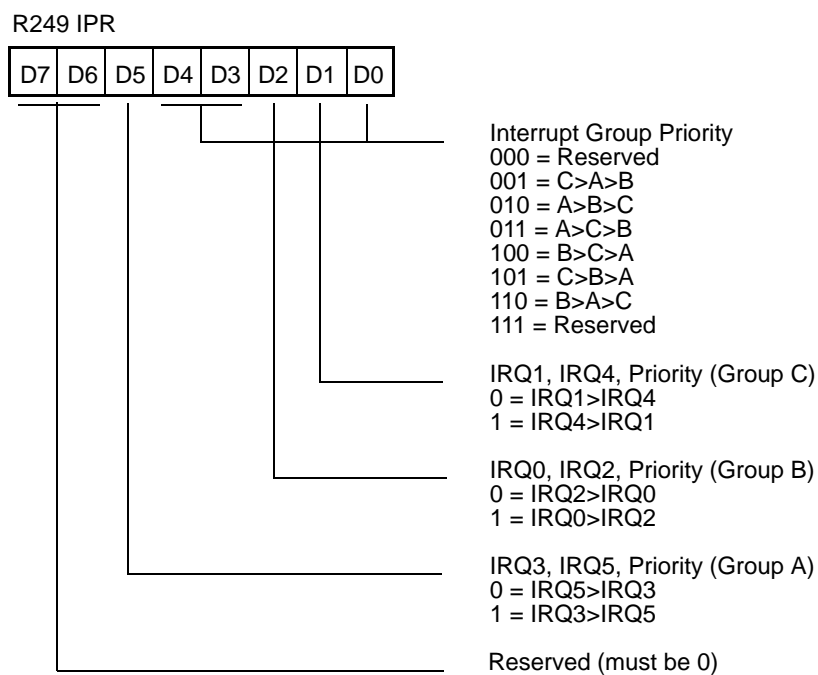 R249 IPR
D7 D6 D5 D4 D3 D2 D1 D0
Interrupt Group Priority
000 = Reserved
001 = C>A>B
010 = A>B>C
011 = A>C>B
100 = B>C>A
101 = C>B>A
110 = B>A>C
111 = Reserved
IRQ1, IRQ4, Priority (Group C)
0 = IRQ1>IRQ4
1 = IRQ4>IRQ1
IRQ0, IRQ2, Priority (Group B)
0 = IRQ2>IRQ0
1 = IRQ0>IRQ2
IRQ3, IRQ5, Priority (Group A)
0 = IRQ5>IRQ3
1 = IRQ3>IRQ5
Reserved (must be 0)